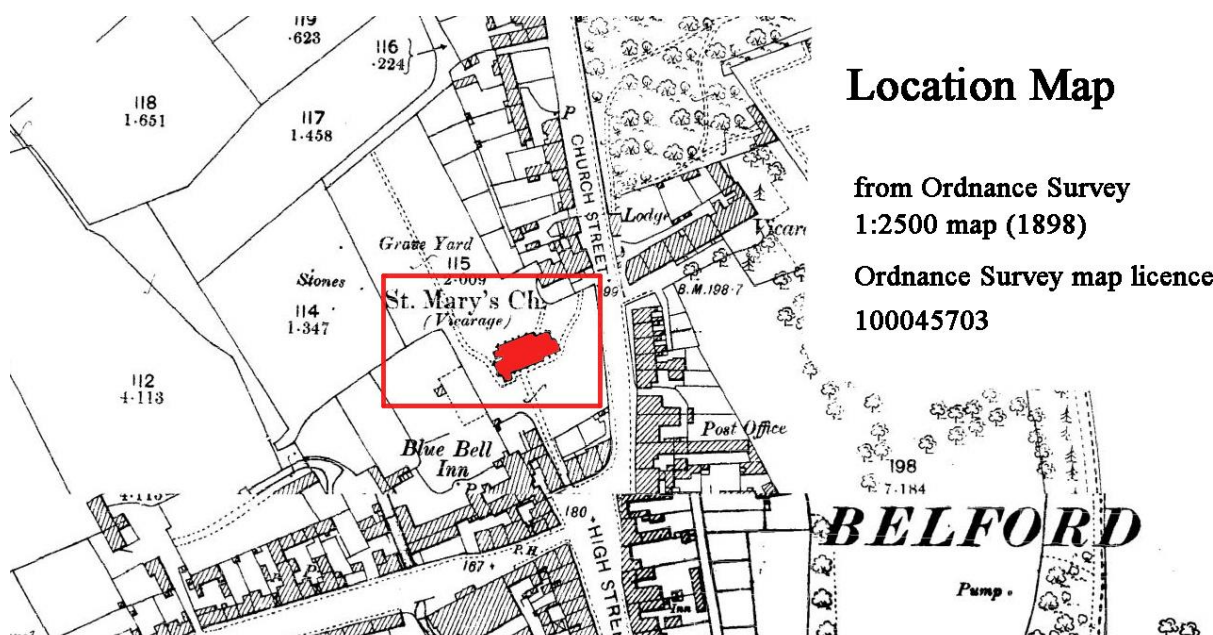 Location Map
from Ordnance Survey
1:2500 map (1898)
Ordnance Survey map licence
100045703
119
.623
116
.224
118
1.651
117
1.458
P
CHURCH STREET
Lodge
Grave Yard
115
2.009
Stones
St. Mary's Ch.
(Vicarage)
114
1.347
B.M.198.7
112
4.113
Blue Bell
Inn
Post Office
198
7.184
180
BELFORD
P.H
167
HIGH STREE
Inn
Pump